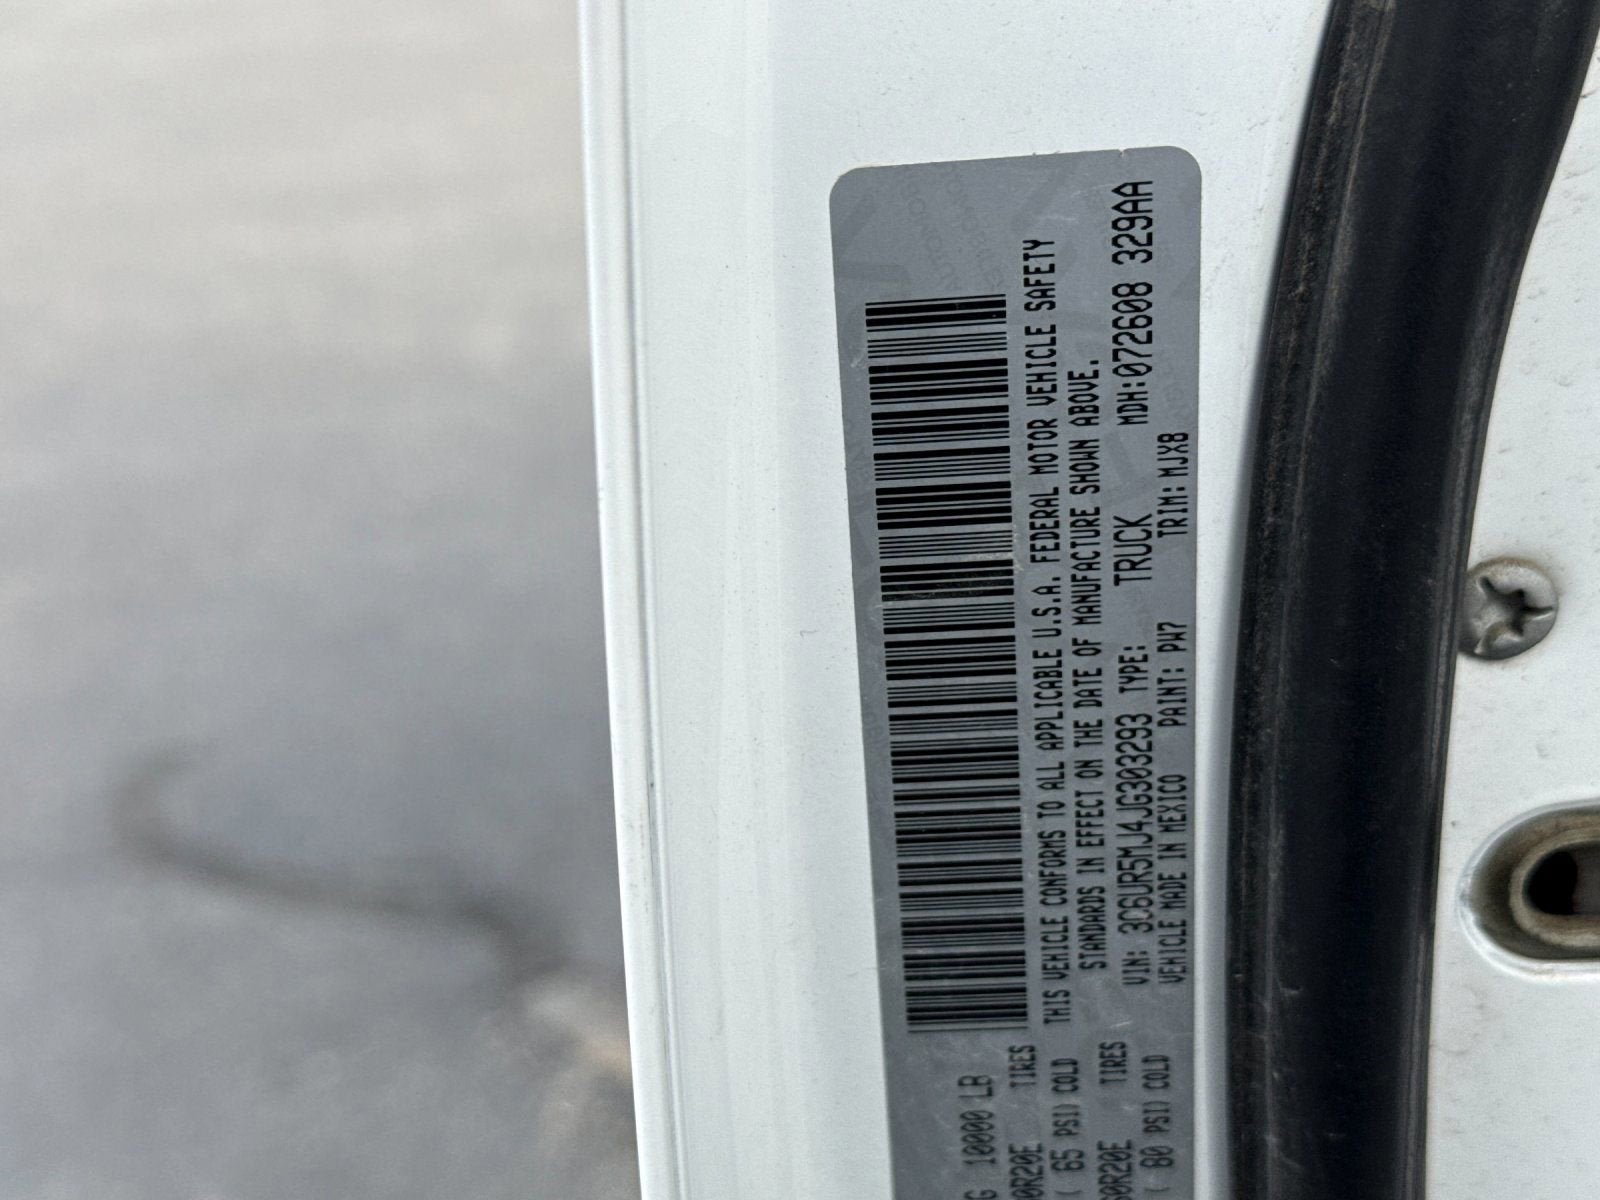 G 10000 LB
0R20E TIRES
( 65 PSI) COLD
60R20E TIRES
( 80 PSI) COLD
THIS VEHICLE CONFORMS TO ALL APPLICABLE U.S.A. FEDERAL MOTOR VEHICLE SAFETY
STANDARDS IN EFFECT ON THE DATE OF MANUFACTURE SHOWN ABOVE.
VIN: 3C6UR5MJ4JG303293 TYPE: TRUCK MDH:072608 329AA
VEHICLE MADE IN MEXICO PAINT: PW7 TRIM: MJX8